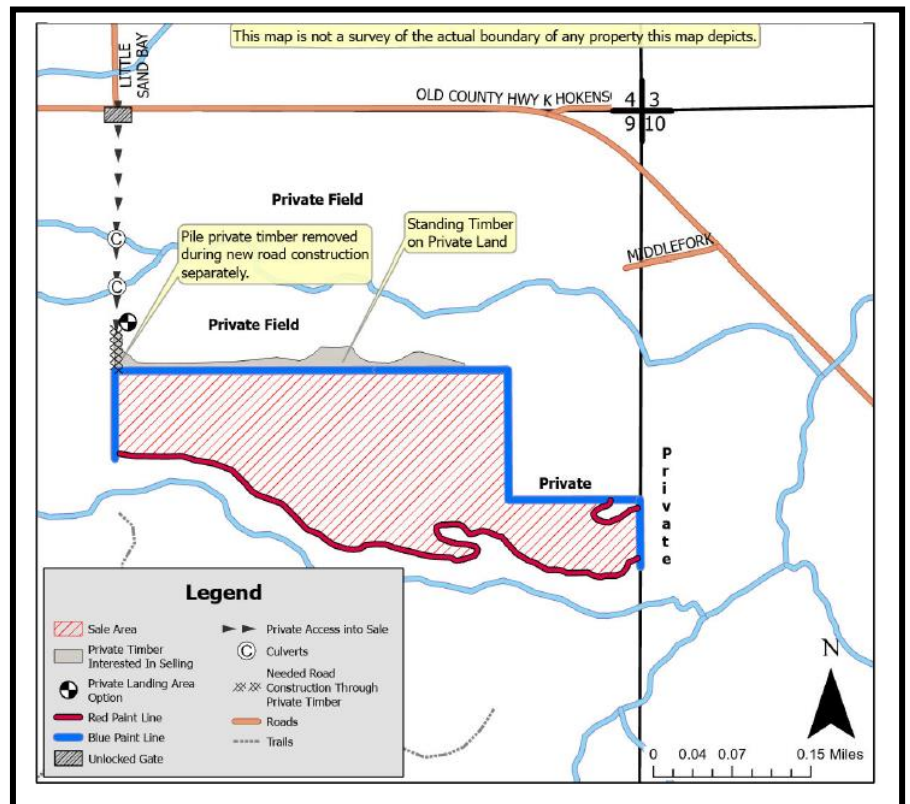 This map is not a survey of the actual boundary of any property this map depicts.
LITTLE
SAND BAY
OLD COUNTY HWY K HOKENS
4 3
9 10
Private Field
Standing Timber
on Private Land
MIDDLEFORK
Pile private timber removed
during new road construction
separately.
C
C
Private Field
Private
Private
Legend
Sale Area
Private Timber
Interested In Selling
Private Landing Area
Option
Red Paint Line
Blue Paint Line
Unlocked Gate
Private Access into Sale
C Culverts
Needed Road
Construction Through
Private Timber
Roads
Trails
N
0 0.04 0.07 0.15 Miles